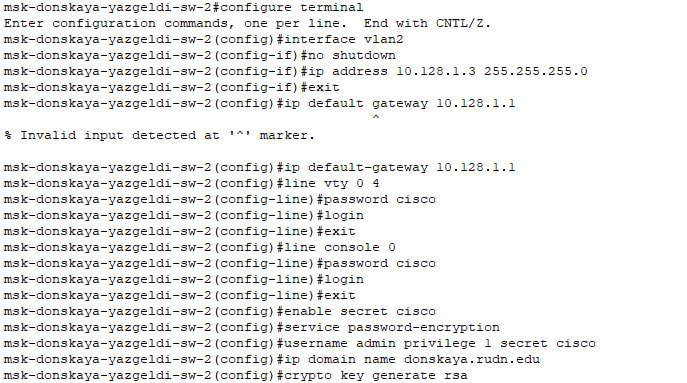 msk-donskaya-yazgeldi-sw-2#configure terminal
Enter configuration commands, one per line.  End with CNTL/Z.
msk-donskaya-yazgeldi-sw-2(config)#interface vlan2
msk-donskaya-yazgeldi-sw-2(config-if)#no shutdown
msk-donskaya-yazgeldi-sw-2(config-if)#ip address 10.128.1.3 255.255.255.0
msk-donskaya-yazgeldi-sw-2(config-if)#exit
msk-donskaya-yazgeldi-sw-2(config)#ip default gateway 10.128.1.1
^
% Invalid input detected at '^' marker.
msk-donskaya-yazgeldi-sw-2(config)#ip default-gateway 10.128.1.1
msk-donskaya-yazgeldi-sw-2(config)#line vty 0 4
msk-donskaya-yazgeldi-sw-2(config-line)#password cisco
msk-donskaya-yazgeldi-sw-2(config-line)#login
msk-donskaya-yazgeldi-sw-2(config-line)#exit
msk-donskaya-yazgeldi-sw-2(config)#line console 0
msk-donskaya-yazgeldi-sw-2(config-line)#password cisco
msk-donskaya-yazgeldi-sw-2(config-line)#login
msk-donskaya-yazgeldi-sw-2(config-line)#exit
msk-donskaya-yazgeldi-sw-2(config)#enable secret cisco
msk-donskaya-yazgeldi-sw-2(config)#service password-encryption
msk-donskaya-yazgeldi-sw-2(config)#username admin privilege 1 secret cisco
msk-donskaya-yazgeldi-sw-2(config)#ip domain name donskaya.rudn.edu
msk-donskaya-yazgeldi-sw-2(config)#crypto key generate rsa